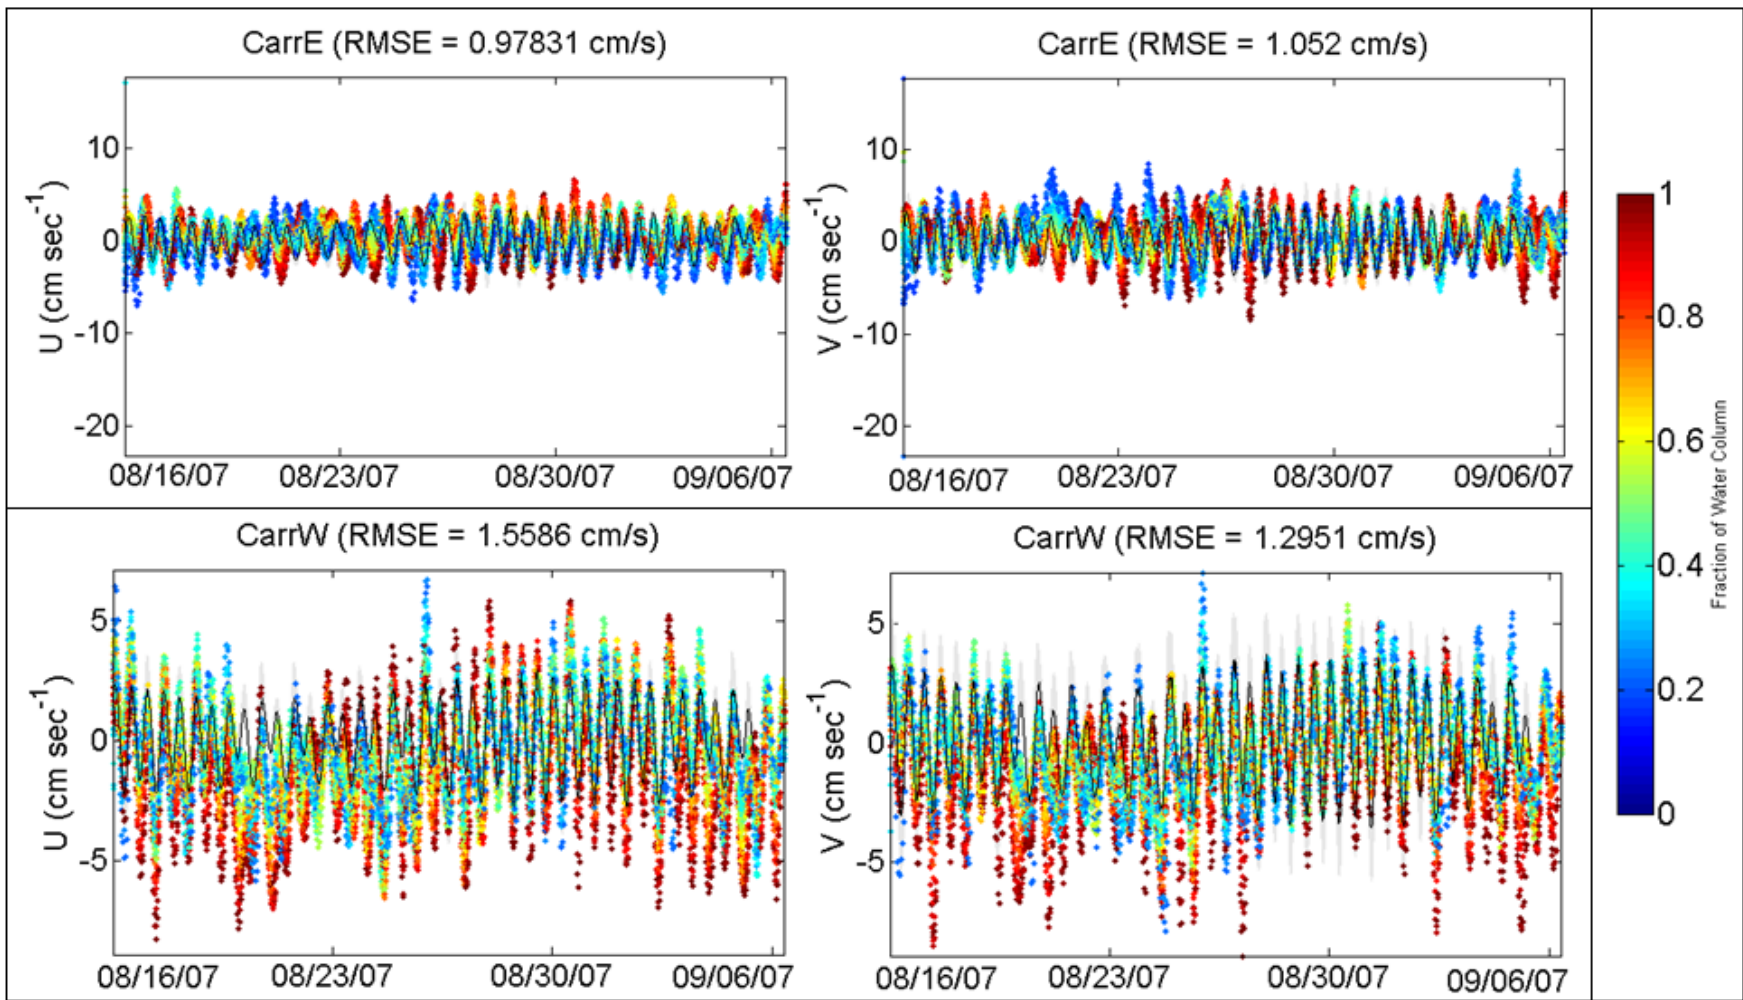 CarrE (RMSE = 0.97831 cm/s)
10
0
-10
-20
U (cm sec-1)
08/16/07 08/23/07 08/30/07 09/06/07
CarrE (RMSE = 1.052 cm/s)
10
0
-10
-20
V (cm sec-1)
08/16/07 08/23/07 08/30/07 09/06/07
CarrW (RMSE = 1.5586 cm/s)
5
0
-5
U (cm sec-1)
08/16/07 08/23/07 08/30/07 09/06/07
CarrW (RMSE = 1.2951 cm/s)
5
0
-5
V (cm sec-1)
08/16/07 08/23/07 08/30/07 09/06/07
1
0.8
0.6
0.4
0.2
0
Fraction of Water Column